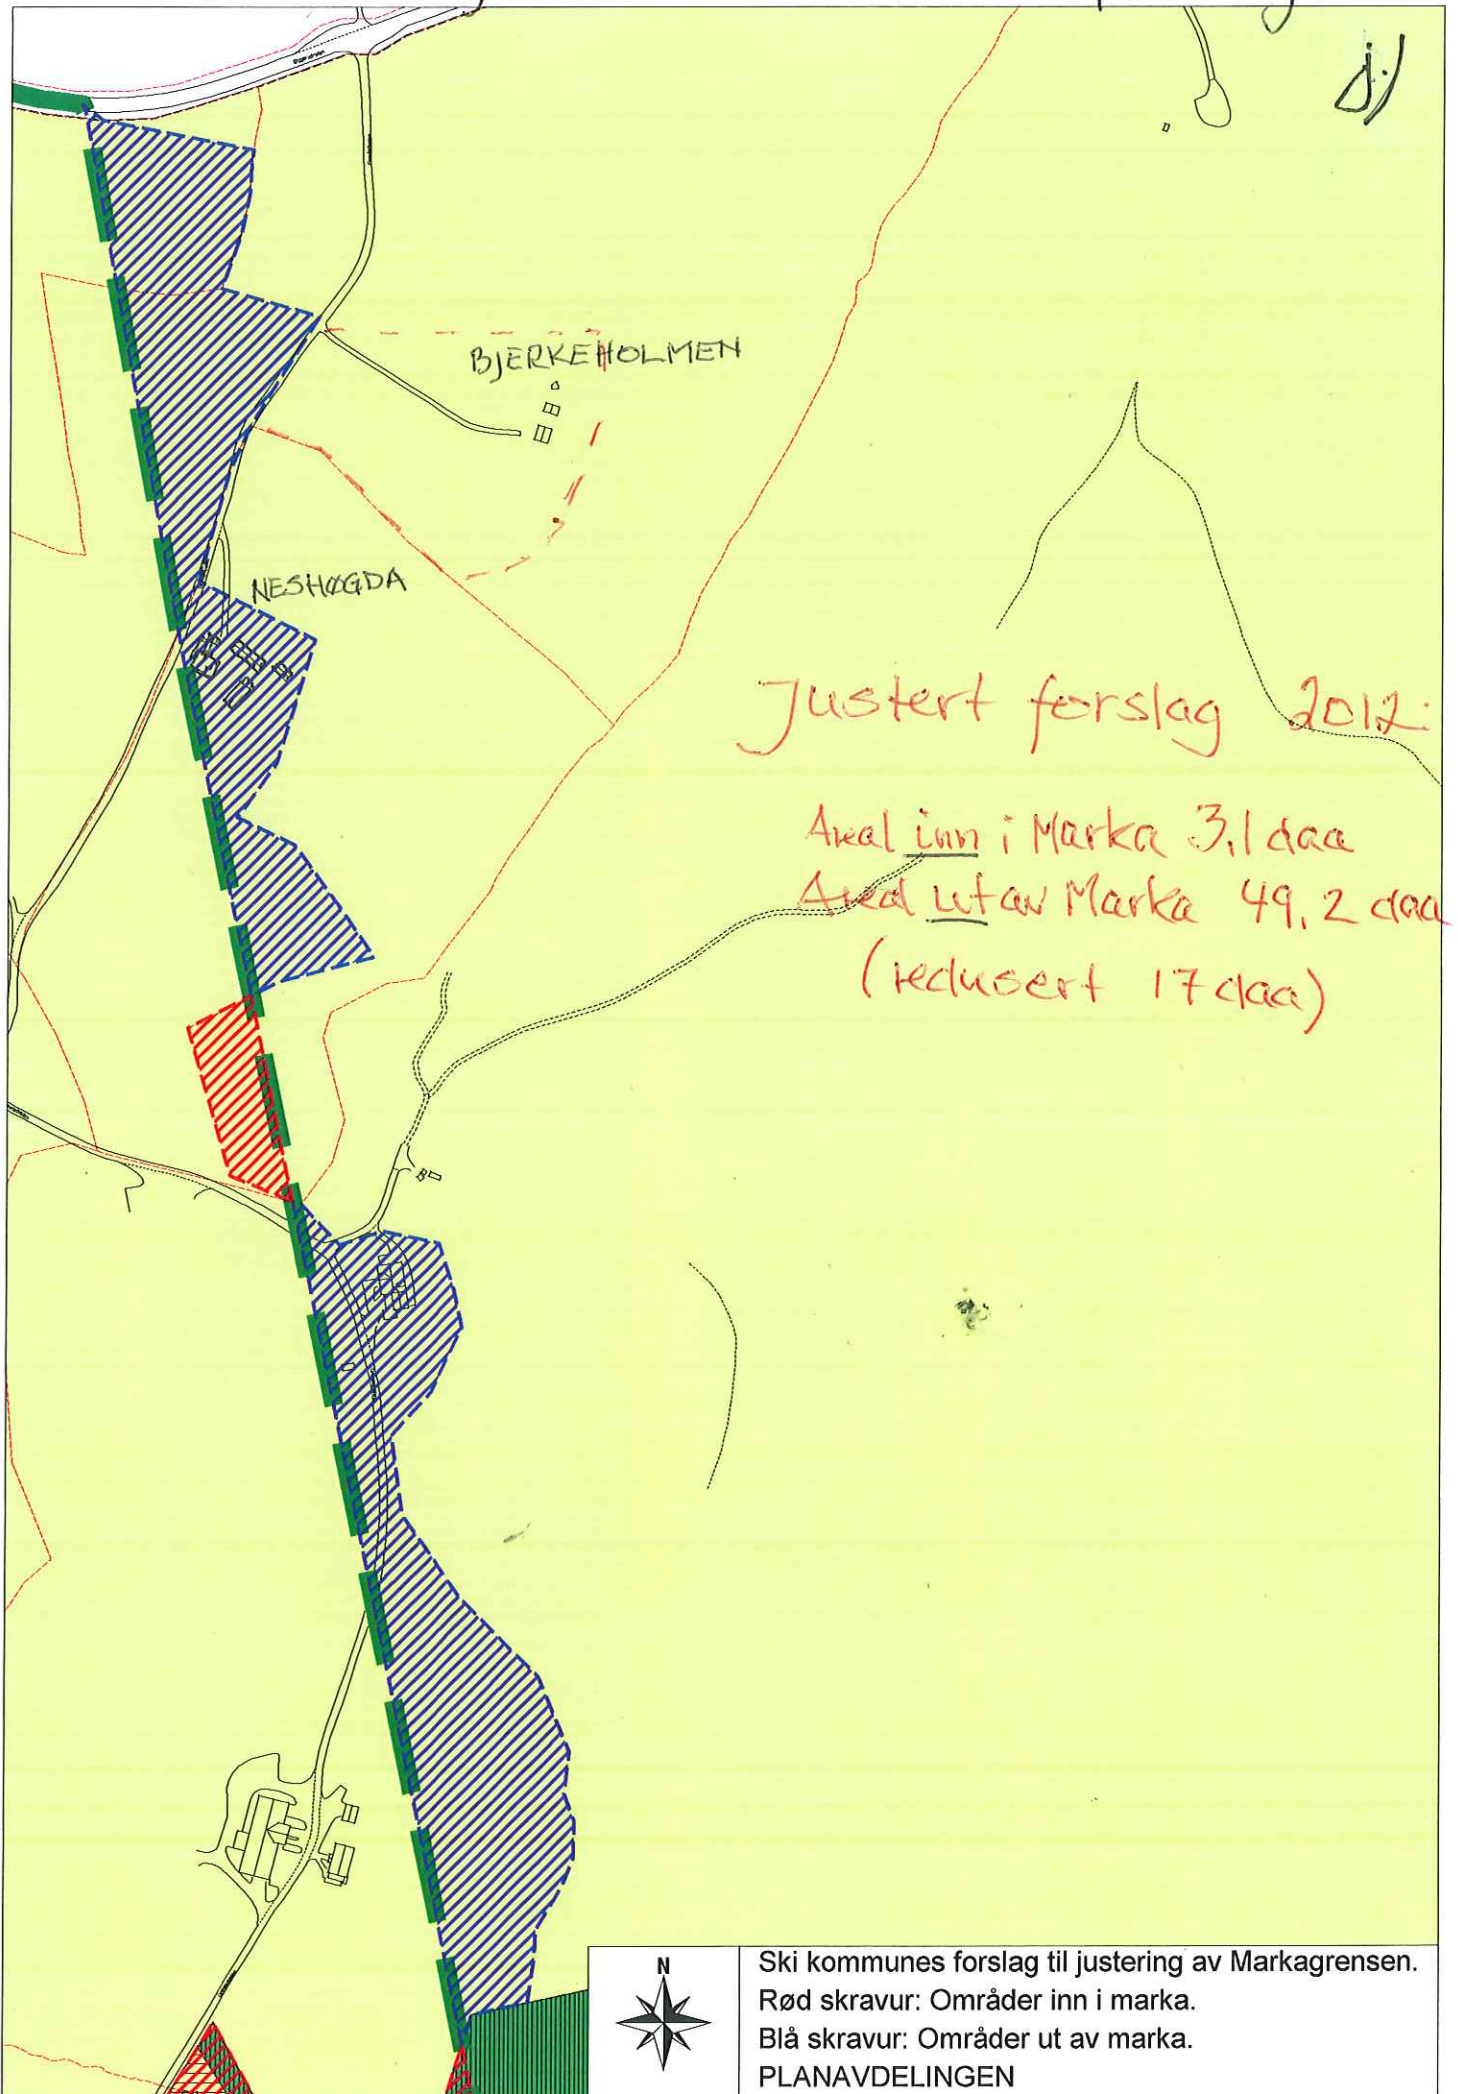 j)
BJERKEHOLMEN
NESHØGDA
Justert forslag 2012:
Areal inn i Marka 3,1 daa
Areal ut av Marka 49,2 daa
(redusert 17 daa)
N
Ski kommunes forslag til justering av Markagrensen.
Rød skravur: Områder inn i marka.
Blå skravur: Områder ut av marka.
PLANAVDELINGEN